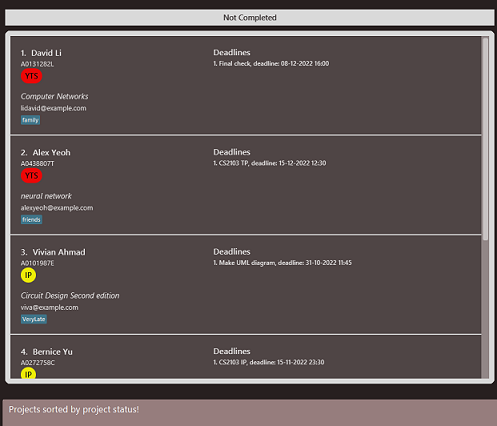 Not Completed
1. David Li
A0131282L
YTS
Computer Networks
lidavid@example.com
family
Deadlines
1. Final check, deadline: 08-12-2022 16:00
2. Alex Yeoh
A0438807T
YTS
neural network
alexyeoh@example.com
friends
Deadlines
1. CS2103 TP, deadline: 15-12-2022 12:30
3. Vivian Ahmad
A0101987E
IP
Circuit Design Second edition
viva@example.com
VeryLate
Deadlines
1. Make UML diagram, deadline: 31-10-2022 11:45
4. Bernice Yu
A0272758C
IP
Deadlines
1. CS2103 IP, deadline: 15-11-2022 23:30
Projects sorted by project status!